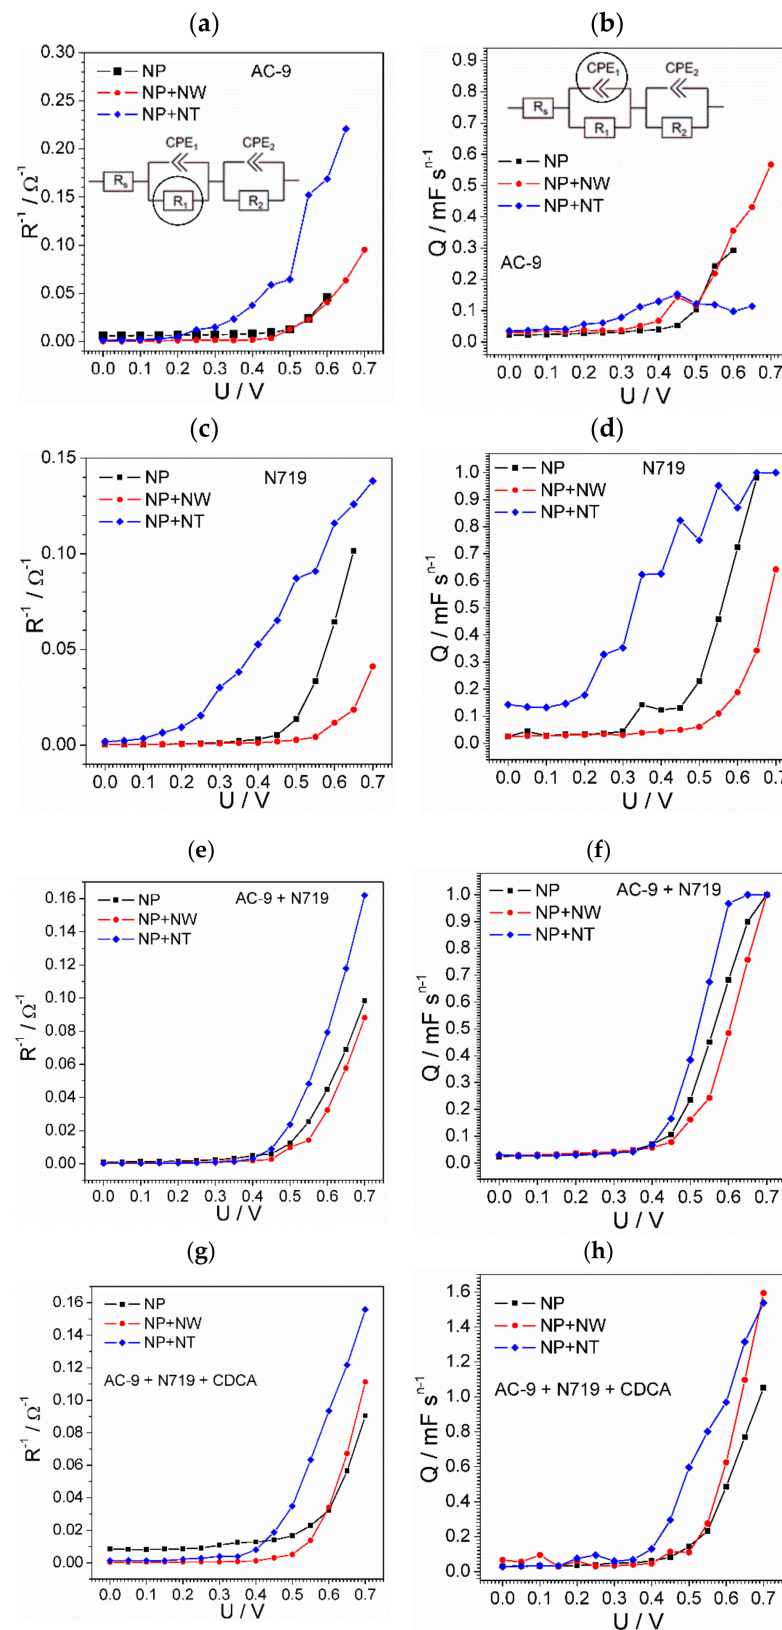 (a)
0.30
0.25
0.20
0.15
0.10
0.05
0.00
R⁻¹ / Ω⁻¹
NP
NP+NW
NP+NT
AC-9
CPE₁
CPE₂
Rₛ
R₁
R₂
0.0 0.1 0.2 0.3 0.4 0.5 0.6 0.7
U / V
(b)
0.9
0.8
0.7
0.6
0.5
0.4
0.3
0.2
0.1
0.0
Q / mF sⁿ⁻¹
CPE₁
CPE₂
Rₛ
R₁
R₂
NP
NP+NW
NP+NT
AC-9
0.0 0.1 0.2 0.3 0.4 0.5 0.6 0.7
U / V
(c)
0.15
0.10
0.05
0.00
R⁻¹ / Ω⁻¹
NP
NP+NW
NP+NT
N719
0.0 0.1 0.2 0.3 0.4 0.5 0.6 0.7
U / V
(d)
1.0
0.9
0.8
0.7
0.6
0.5
0.4
0.3
0.2
0.1
0.0
Q / mF sⁿ⁻¹
NP
NP+NW
NP+NT
N719
0.0 0.1 0.2 0.3 0.4 0.5 0.6 0.7
U / V
(e)
0.16
0.14
0.12
0.10
0.08
0.06
0.04
0.02
0.00
R⁻¹ / Ω⁻¹
NP
NP+NW
NP+NT
AC-9 + N719
0.0 0.1 0.2 0.3 0.4 0.5 0.6 0.7
U / V
(f)
1.0
0.9
0.8
0.7
0.6
0.5
0.4
0.3
0.2
0.1
0.0
Q / mF sⁿ⁻¹
NP
NP+NW
NP+NT
AC-9 + N719
0.0 0.1 0.2 0.3 0.4 0.5 0.6 0.7
U / V
(g)
0.16
0.14
0.12
0.10
0.08
0.06
0.04
0.02
0.00
R⁻¹ / Ω⁻¹
NP
NP+NW
NP+NT
AC-9 + N719 + CDCA
0.0 0.1 0.2 0.3 0.4 0.5 0.6 0.7
U / V
(h)
1.6
1.4
1.2
1.0
0.8
0.6
0.4
0.2
0.0
Q / mF sⁿ⁻¹
NP
NP+NW
NP+NT
AC-9 + N719 + CDCA
0.0 0.1 0.2 0.3 0.4 0.5 0.6 0.7
U / V